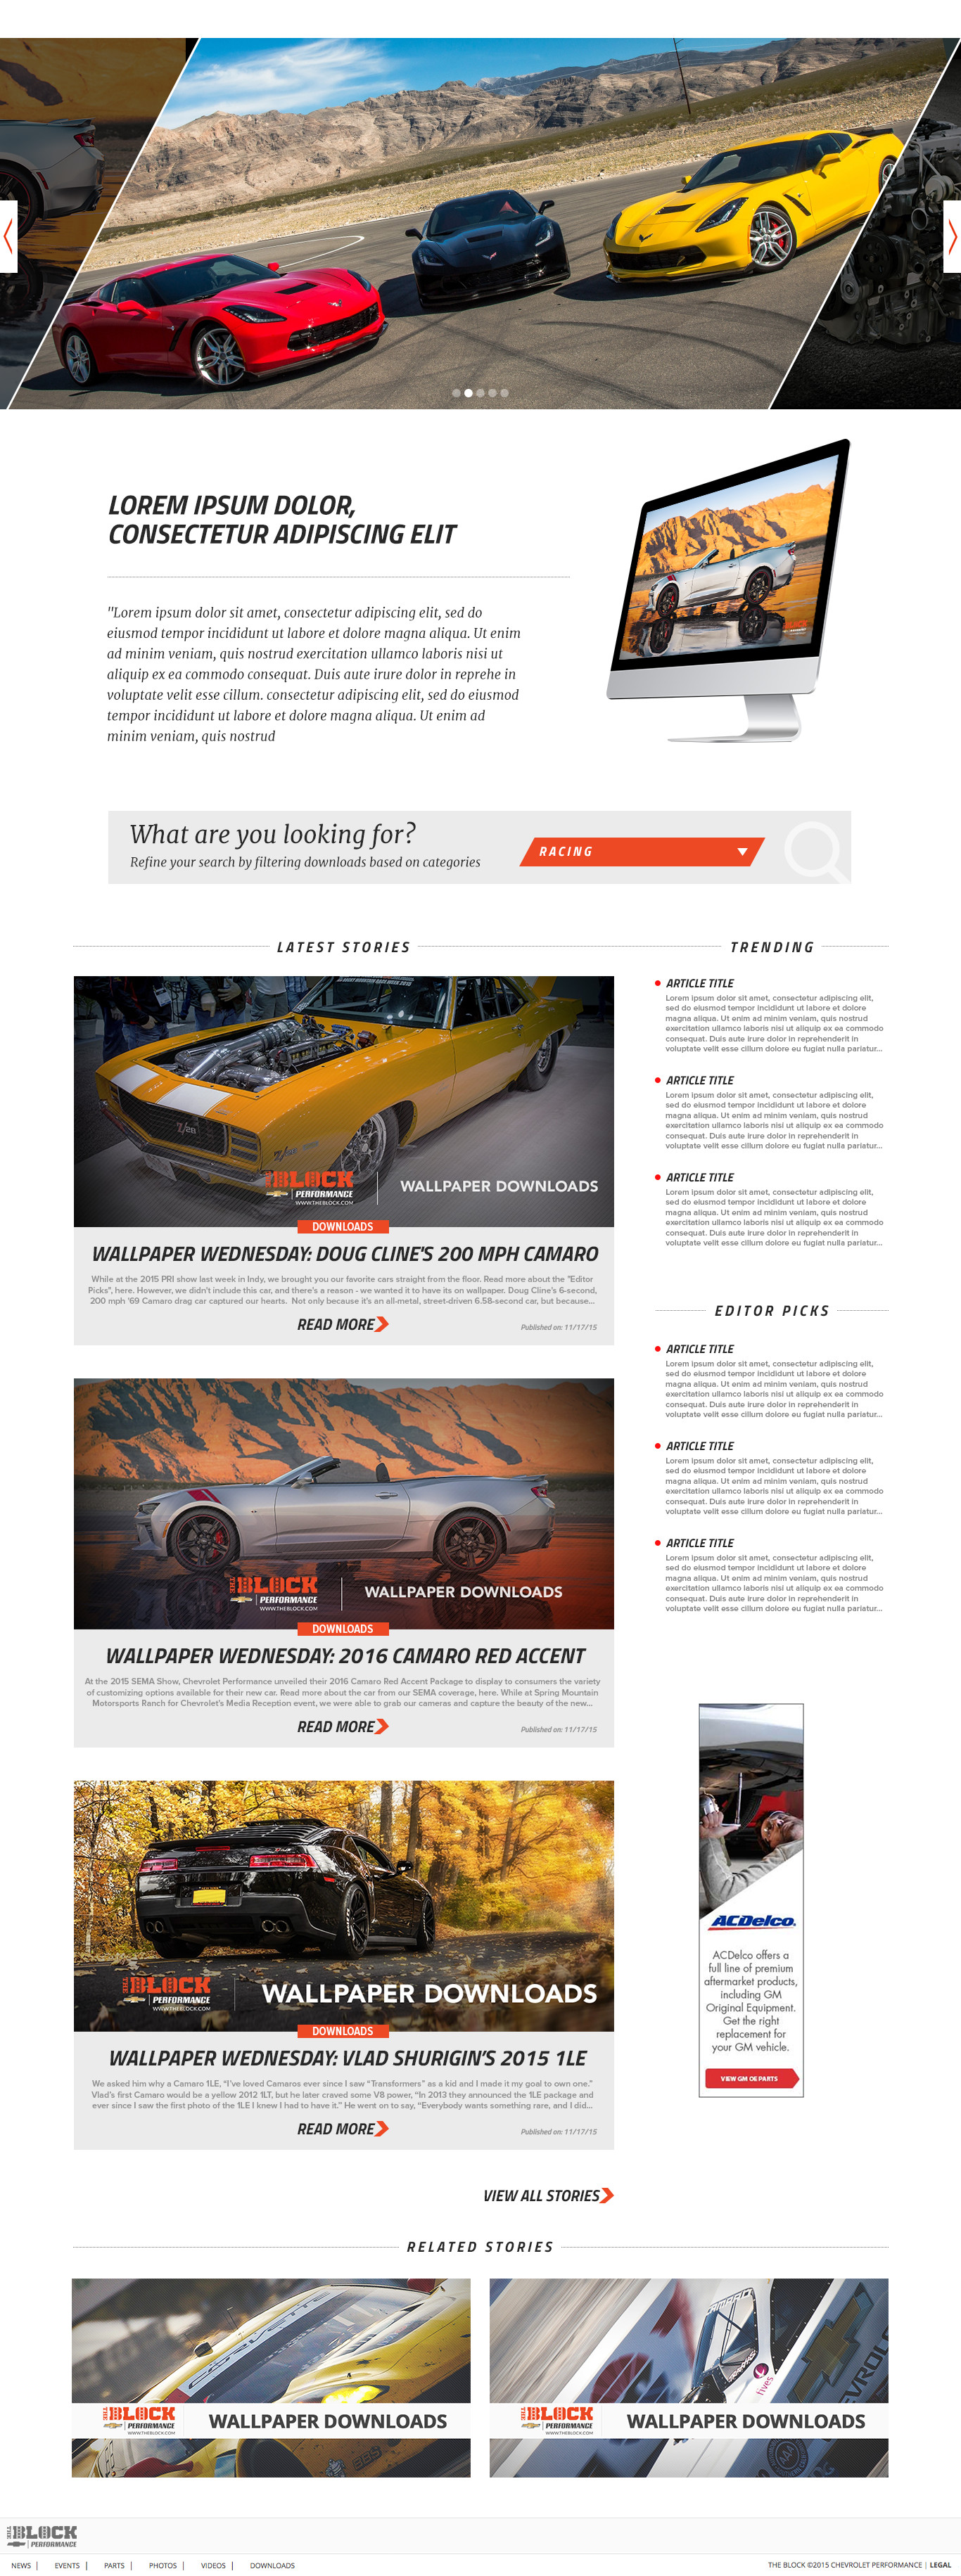 LOREM IPSUM DOLOR,
CONSECTETUR ADIPISCING ELIT
"Lorem ipsum dolor sit amet, consectetur adipiscing elit, sed do
eiusmod tempor incididunt ut labore et dolore magna aliqua. Ut enim
ad minim veniam, quis nostrud exercitation ullamco laboris nisi ut
aliquip ex ea commodo consequat. Duis aute irure dolor in reprehe in
voluptate velit esse cillum. consectetur adipiscing elit, sed do eiusmod
tempor incididunt ut labore et dolore magna aliqua. Ut enim ad
minim veniam, quis nostrud
What are you looking for?
Refine your search by filtering downloads based on categories
RACING
LATEST STORIES
Z/28
THE BLOCK
PERFORMANCE
WWW.THEBLOCK.COM
WALLPAPER DOWNLOADS
DOWNLOADS
WALLPAPER WEDNESDAY: DOUG CLINE'S 200 MPH CAMARO
While at the 2015 PRI show last week in Indy, we brought you our favorite cars straight from the floor. Read more about the "Editor
Picks", here. However, we didn't include this car, and there's a reason - we wanted it to have its on wallpaper. Doug Cline's 6-second,
200 mph '69 Camaro drag car captured our hearts. Not only because it's an all-metal, street-driven 6.58-second car, but because...
READ MORE
Published on: 11/17/15
THE BLOCK
PERFORMANCE
WWW.THEBLOCK.COM
WALLPAPER DOWNLOADS
DOWNLOADS
WALLPAPER WEDNESDAY: 2016 CAMARO RED ACCENT
At the 2015 SEMA Show, Chevrolet Performance unveiled their 2016 Camaro Red Accent Package to display to consumers the variety
of customizing options available for their new car. Read more about the car from our SEMA coverage, here. While at Spring Mountain
Motorsports Ranch for Chevrolet's Media Reception event, we were able to grab our cameras and capture the beauty of the new...
READ MORE
Published on: 11/17/15
THE BLOCK
PERFORMANCE
WWW.THEBLOCK.COM
WALLPAPER DOWNLOADS
DOWNLOADS
WALLPAPER WEDNESDAY: VLAD SHURIGIN'S 2015 1LE
We asked him why a Camaro 1LE, "I've loved Camaros ever since I saw "Transformers" as a kid and I made it my goal to own one."
Vlad's first Camaro would be a yellow 2012 1LT, but he later craved some V8 power, "In 2013 they announced the 1LE package and
ever since I saw the first photo of the 1LE I knew I had to have it." He went on to say, "Everybody wants something rare, and I did...
READ MORE
Published on: 11/17/15
VIEW ALL STORIES
TRENDING
ARTICLE TITLE
Lorem ipsum dolor sit amet, consectetur adipiscing elit,
sed do eiusmod tempor incididunt ut labore et dolore
magna aliqua. Ut enim ad minim veniam, quis nostrud
exercitation ullamco laboris nisi ut aliquip ex ea commodo
consequat. Duis aute irure dolor in reprehenderit in
voluptate velit esse cillum dolore eu fugiat nulla pariatur...
ARTICLE TITLE
Lorem ipsum dolor sit amet, consectetur adipiscing elit,
sed do eiusmod tempor incididunt ut labore et dolore
magna aliqua. Ut enim ad minim veniam, quis nostrud
exercitation ullamco laboris nisi ut aliquip ex ea commodo
consequat. Duis aute irure dolor in reprehenderit in
voluptate velit esse cillum dolore eu fugiat nulla pariatur...
ARTICLE TITLE
Lorem ipsum dolor sit amet, consectetur adipiscing elit,
sed do eiusmod tempor incididunt ut labore et dolore
magna aliqua. Ut enim ad minim veniam, quis nostrud
exercitation ullamco laboris nisi ut aliquip ex ea commodo
consequat. Duis aute irure dolor in reprehenderit in
voluptate velit esse cillum dolore eu fugiat nulla pariatur...
EDITOR PICKS
ARTICLE TITLE
Lorem ipsum dolor sit amet, consectetur adipiscing elit,
sed do eiusmod tempor incididunt ut labore et dolore
magna aliqua. Ut enim ad minim veniam, quis nostrud
exercitation ullamco laboris nisi ut aliquip ex ea commodo
consequat. Duis aute irure dolor in reprehenderit in
voluptate velit esse cillum dolore eu fugiat nulla pariatur...
ARTICLE TITLE
Lorem ipsum dolor sit amet, consectetur adipiscing elit,
sed do eiusmod tempor incididunt ut labore et dolore
magna aliqua. Ut enim ad minim veniam, quis nostrud
exercitation ullamco laboris nisi ut aliquip ex ea commodo
consequat. Duis aute irure dolor in reprehenderit in
voluptate velit esse cillum dolore eu fugiat nulla pariatur...
ARTICLE TITLE
Lorem ipsum dolor sit amet, consectetur adipiscing elit,
sed do eiusmod tempor incididunt ut labore et dolore
magna aliqua. Ut enim ad minim veniam, quis nostrud
exercitation ullamco laboris nisi ut aliquip ex ea commodo
consequat. Duis aute irure dolor in reprehenderit in
voluptate velit esse cillum dolore eu fugiat nulla pariatur...
ACDelco.
ACDelco offers a
full line of premium
aftermarket products,
including GM
Original Equipment.
Get the right
replacement for
your GM vehicle.
VIEW GM OE PARTS
RELATED STORIES
CORVETTE
THE BLOCK
PERFORMANCE
WWW.THEBLOCK.COM
WALLPAPER DOWNLOADS
BBS
fives
THE BLOCK
PERFORMANCE
WWW.THEBLOCK.COM
WALLPAPER DOWNLOADS
AAA
THE BLOCK
PERFORMANCE
NEWS | EVENTS | PARTS | PHOTOS | VIDEOS | DOWNLOADS
THE BLOCK ©2015 CHEVROLET PERFORMANCE | LEGAL